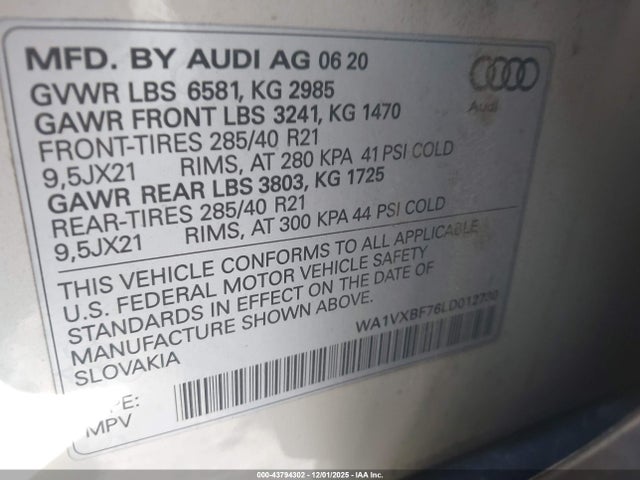 MFD. BY AUDI AG 06 20
GVWR LBS 6581, KG 2985
GAWR FRONT LBS 3241, KG 1470
FRONT-TIRES 285/40 R21
9,5JX21 RIMS, AT 280 KPA 41 PSI COLD
GAWR REAR LBS 3803, KG 1725
REAR-TIRES 285/40 R21
9,5JX21 RIMS, AT 300 KPA 44 PSI COLD
Audi
THIS VEHICLE CONFORMS TO ALL APPLICABLE
U.S. FEDERAL MOTOR VEHICLE SAFETY
STANDARDS IN EFFECT ON THE DATE OF
MANUFACTURE SHOWN ABOVE.
SLOVAKIA
WA1VXBF76LD012730
PE:
MPV
000-43794302 - 12/01/2025 - IAA Inc.